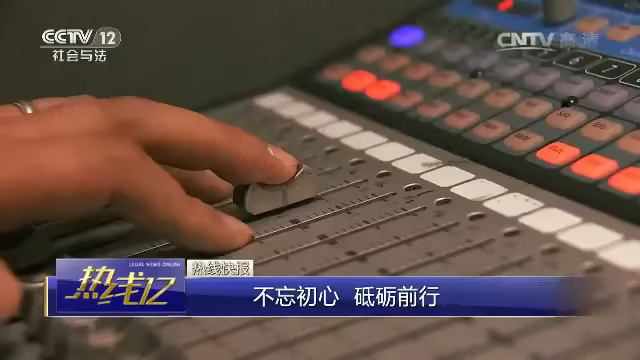 CCTV 12
社会与法
CNTV 高清
LEGAL NEWS ONLINE
热线12
热线快报
不忘初心 砥砺前行